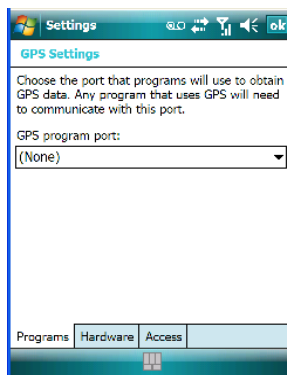 Settings
ok
GPS Settings
Choose the port that programs will use to obtain
GPS data. Any program that uses GPS will need
to communicate with this port.
GPS program port:
(None)
Programs Hardware Access